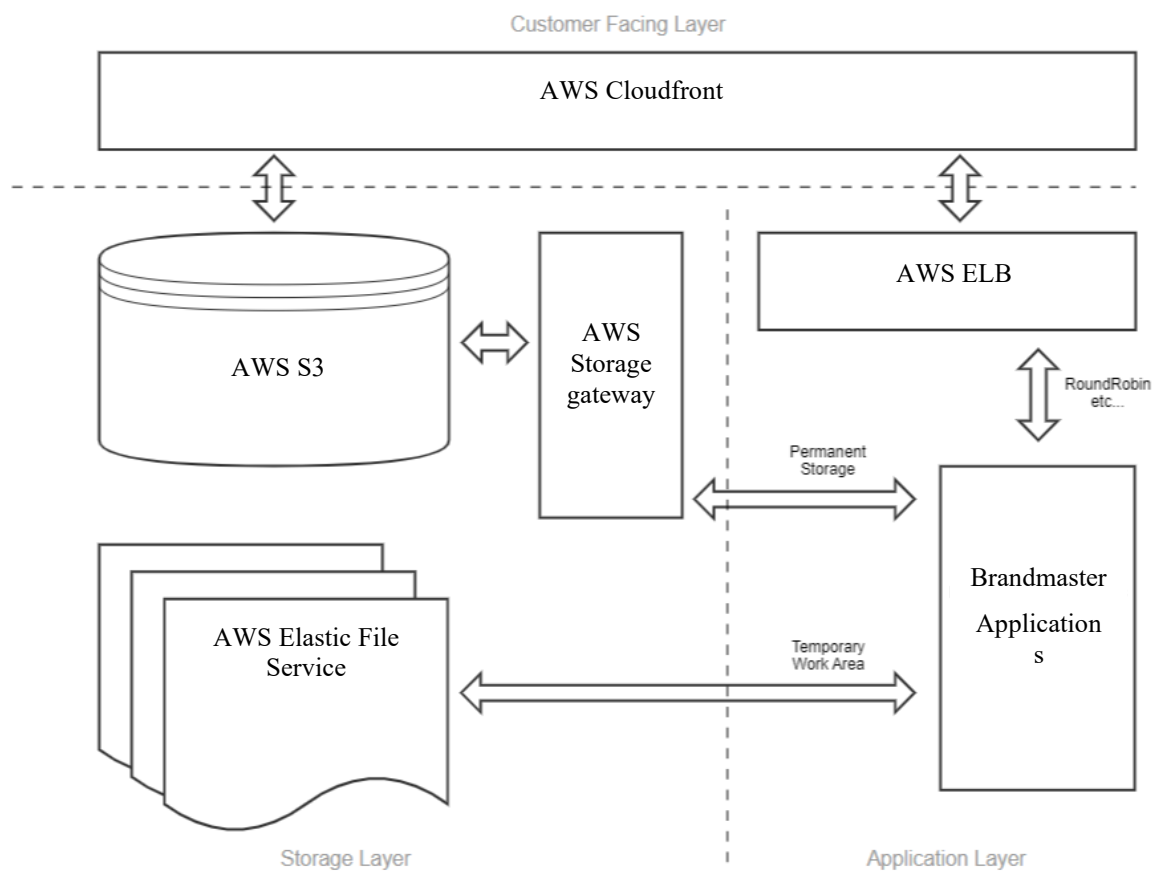 Customer Facing Layer
AWS Cloudfront
AWS S3
AWS
Storage
gateway
AWS ELB
RoundRobin
etc...
Permanent
Storage
Brandmaster
Application
s
AWS Elastic File
Service
Temporary
Work Area
Storage Layer
Application Layer